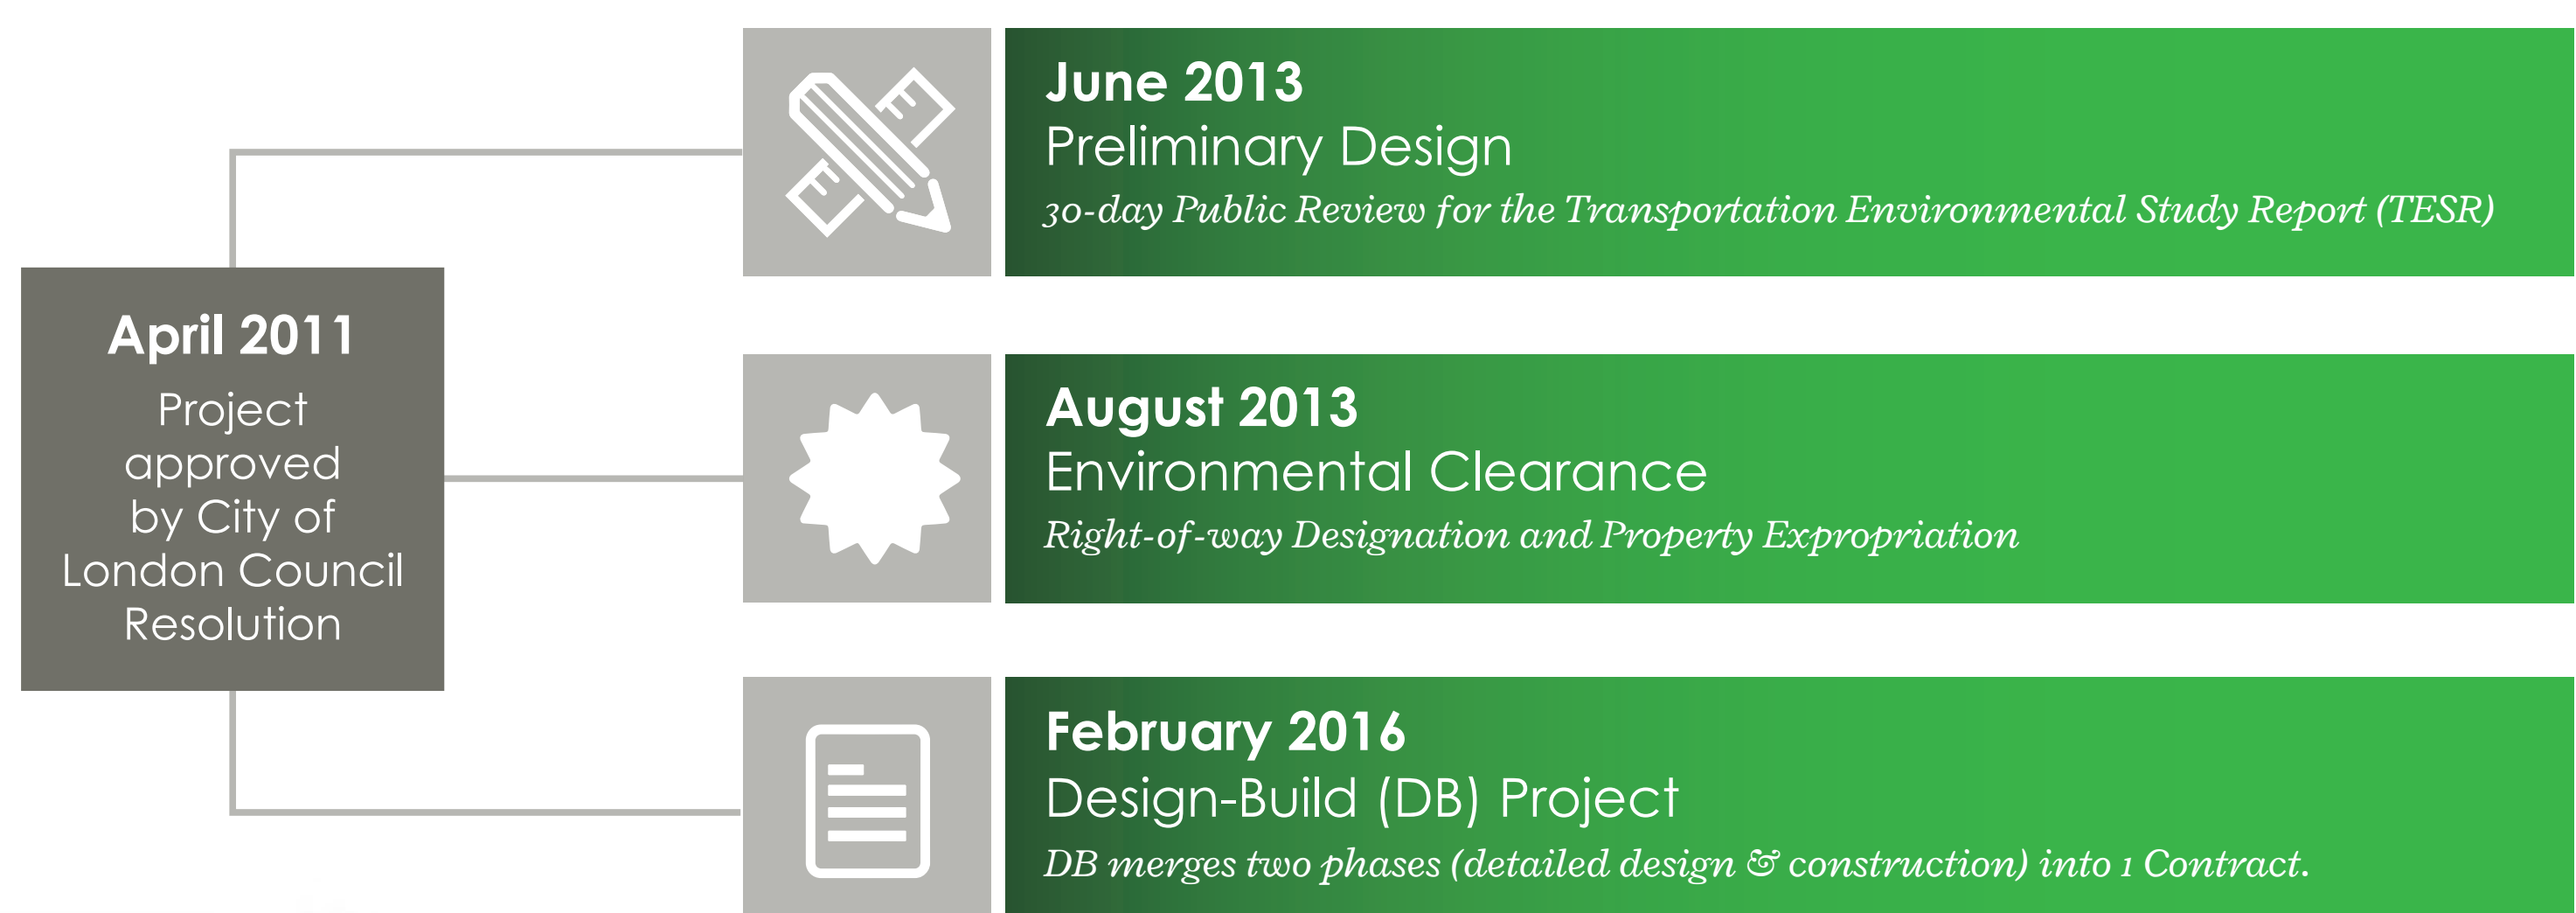 April 2011
Project
approved
by City of
London Council
Resolution
June 2013
Preliminary Design
30-day Public Review for the Transportation Environmental Study Report (TESR)
August 2013
Environmental Clearance
Right-of-way Designation and Property Expropriation
February 2016
Design-Build (DB) Project
DB merges two phases (detailed design & construction) into 1 Contract.